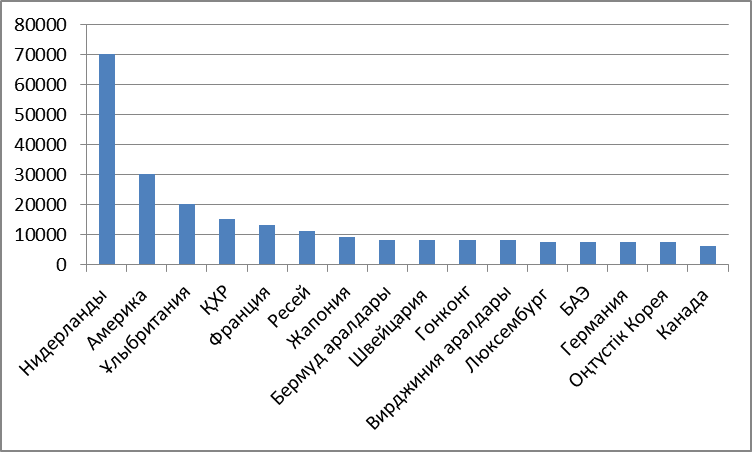 80000
70000
60000
50000
40000
30000
20000
10000
0
Нидерланды
Америка
Ұлыбритания
ҚХР
Франция
Ресей
Жапония
Бермуд аралдары
Швейцария
Гонконг
Вирджиния аралдары
Люксембург
БАЭ
Германия
Оңтүстік Корея
Канада